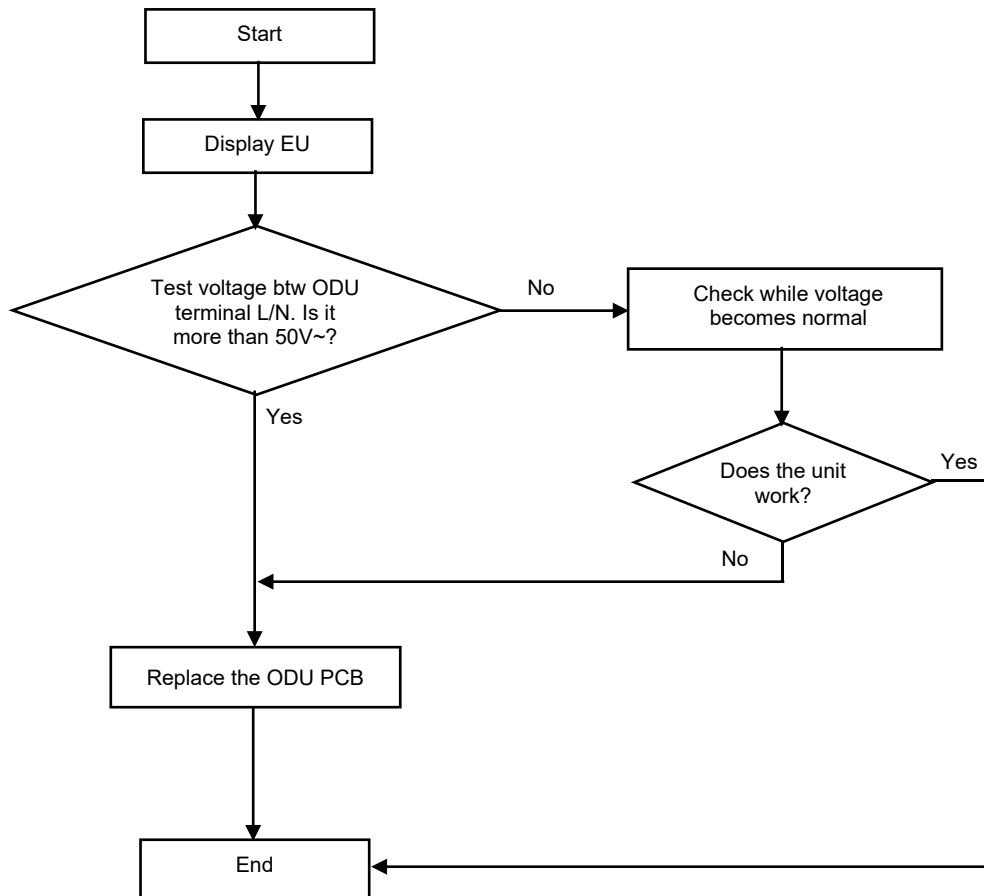 Start
Display EU
Test voltage btw ODU
terminal L/N. Is it
more than 50V~?
No
Check while voltage
becomes normal
Yes
Does the unit
work?
Yes
No
Replace the ODU PCB
End